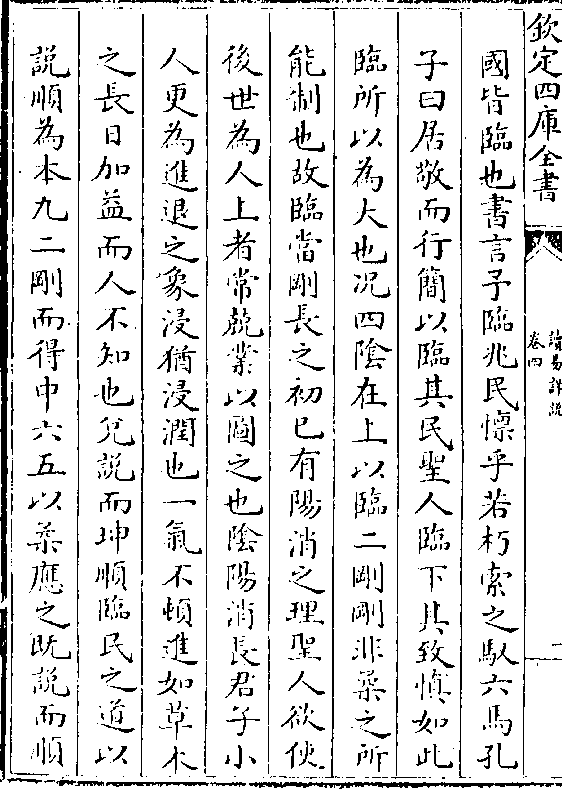 欽定四庫全書
讀易詳說
卷四
二
國皆臨也書言予臨兆民懍乎若朽索之馭六馬孔
子曰居敬而行簡以臨其民聖人臨下其致慎如此
臨所以為大也况四陰在上以臨二剛剛非柔之所
能制也故臨當剛長之初已有陽消之理聖人欲使
後世為人上者常兢業以圖之也陰陽消長君子小
人更為進退之象浸猶浸潤也一氣不頓進如草木
之長日加益而人不知也兊說而坤順臨民之道以
說順為本九二剛而得中六五以柔應之旣說而順